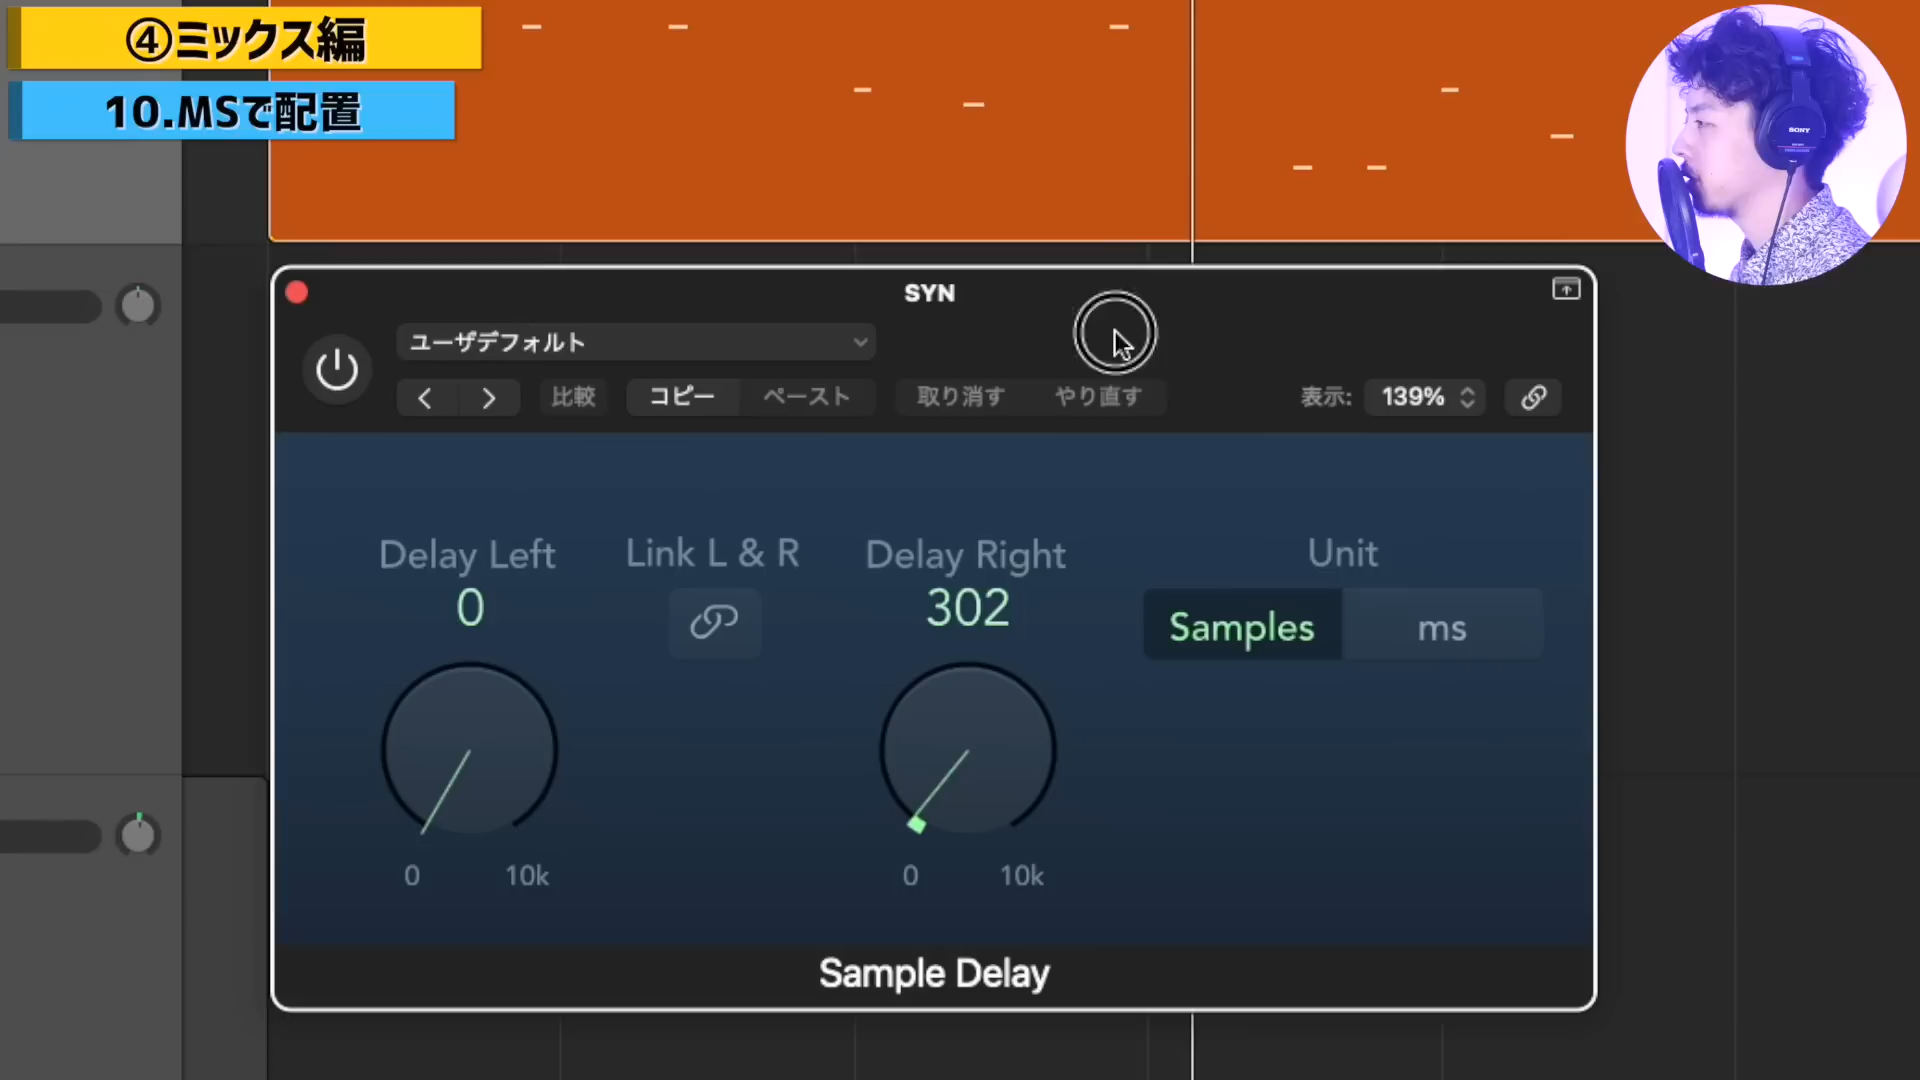 ④ミックス編
10.MSで配置
SONY
SYN
ユーザデフォルト
比較 コピー ペースト 取り消す やり直す 表示: 139%
Delay Left Link L & R Delay Right Unit
0 302 Samples ms
0 10k 0 10k
Sample Delay